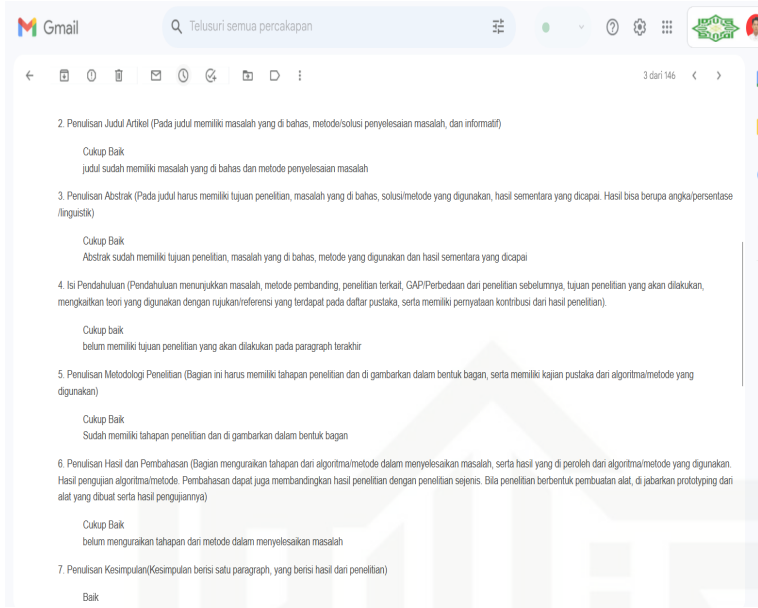 Gmail
Telusuri semua percakapan
3 dari 146
2. Penulisan Judul Artikel (Pada judul memiliki masalah yang di bahas, metode/solusi penyelesaian masalah, dan informatif)
Cukup Baik
judul sudah memiliki masalah yang di bahas dan metode penyelesaian masalah
3. Penulisan Abstrak (Pada judul harus memiliki tujuan penelitian, masalah yang di bahas, solusi/metode yang digunakan, hasil sementara yang dicapai. Hasil bisa berupa angka/persentase
/linguistik)
Cukup Baik
Abstrak sudah memiliki tujuan penelitian, masalah yang di bahas, metode yang digunakan dan hasil sementara yang dicapai
4. Isi Pendahuluan (Pendahuluan menunjukkan masalah, metode pembanding, penelitian terkait, GAP/Perbedaan dari penelitian sebelumnya, tujuan penelitian yang akan dilakukan,
mengkaitkan teori yang digunakan dengan rujukan/referensi yang terdapat pada daftar pustaka, serta memiliki pernyataan kontribusi dari hasil penelitian).
Cukup baik
belum memiliki tujuan penelitian yang akan dilakukan pada paragraph terakhir
5. Penulisan Metodologi Penelitian (Bagian ini harus memiliki tahapan penelitian dan di gambarkan dalam bentuk bagan, serta memiliki kajian pustaka dari algoritma/metode yang
digunakan)
Cukup Baik
Sudah memiliki tahapan penelitian dan di gambarkan dalam bentuk bagan
6. Penulisan Hasil dan Pembahasan (Bagian menguraikan tahapan dari algoritma/metode dalam menyelesaikan masalah, serta hasil yang di peroleh dari algoritma/metode yang digunakan.
Hasil pengujian algoritma/metode. Pembahasan dapat juga membandingkan hasil penelitian dengan penelitian sejenis. Bila penelitian berbentuk pembuatan alat, di jabarkan prototyping dari
alat yang dibuat serta hasil pengujiannya)
Cukup Baik
belum menguraikan tahapan dari metode dalam menyelesaikan masalah
7. Penulisan Kesimpulan(Kesimpulan berisi satu paragraph, yang berisi hasil dari penelitian)
Baik